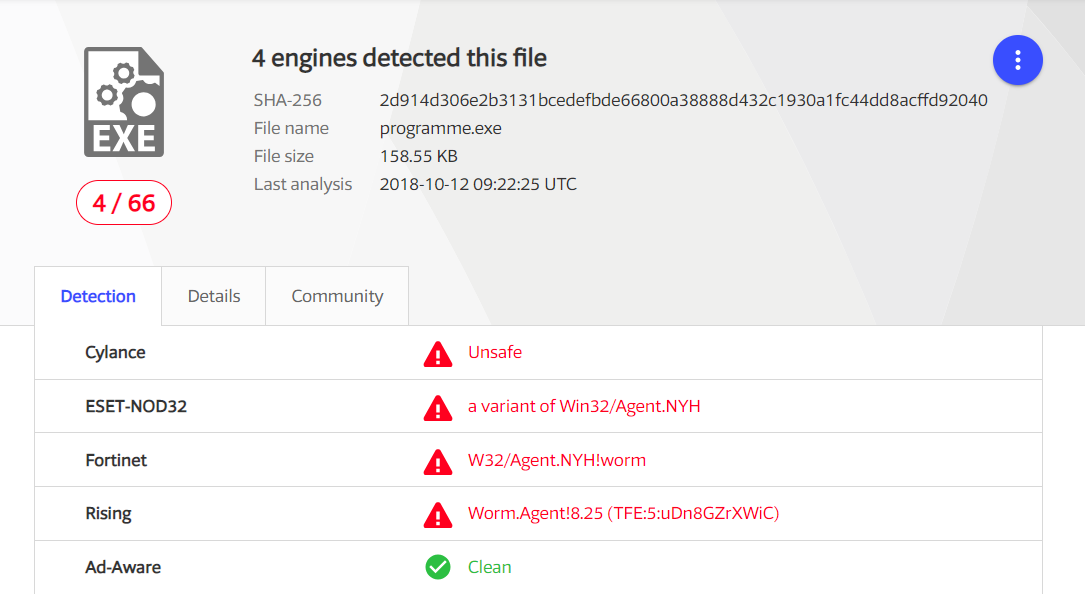 4 engines detected this file
SHA-256 2d914d306e2b3131bcedefbde66800a38888d432c1930a1fc44dd8acffd92040
File name programme.exe
File size 158.55 KB
Last analysis 2018-10-12 09:22:25 UTC
EXE
4 / 66
Detection Details Community
Cylance Unsafe
ESET-NOD32 a variant of Win32/Agent.NYH
Fortinet W32/Agent.NYH!worm
Rising Worm.Agent!8.25 (TFE:5:uDn8GZrXWiC)
Ad-Aware Clean